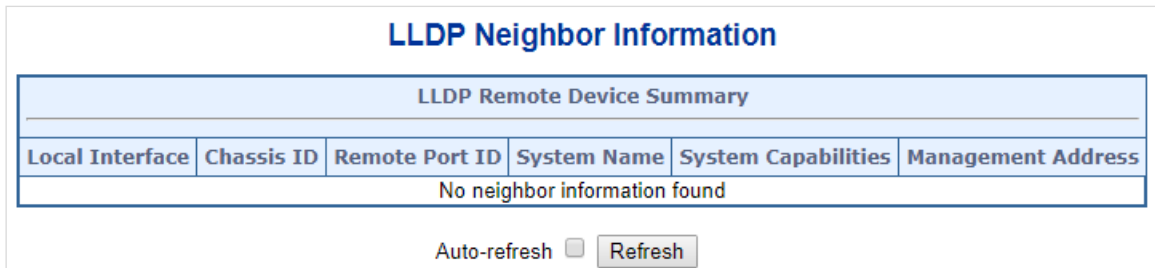 LLDP Neighbor Information
LLDP Remote Device Summary
Local Interface Chassis ID Remote Port ID System Name System Capabilities Management Address
No neighbor information found
Auto-refresh Refresh